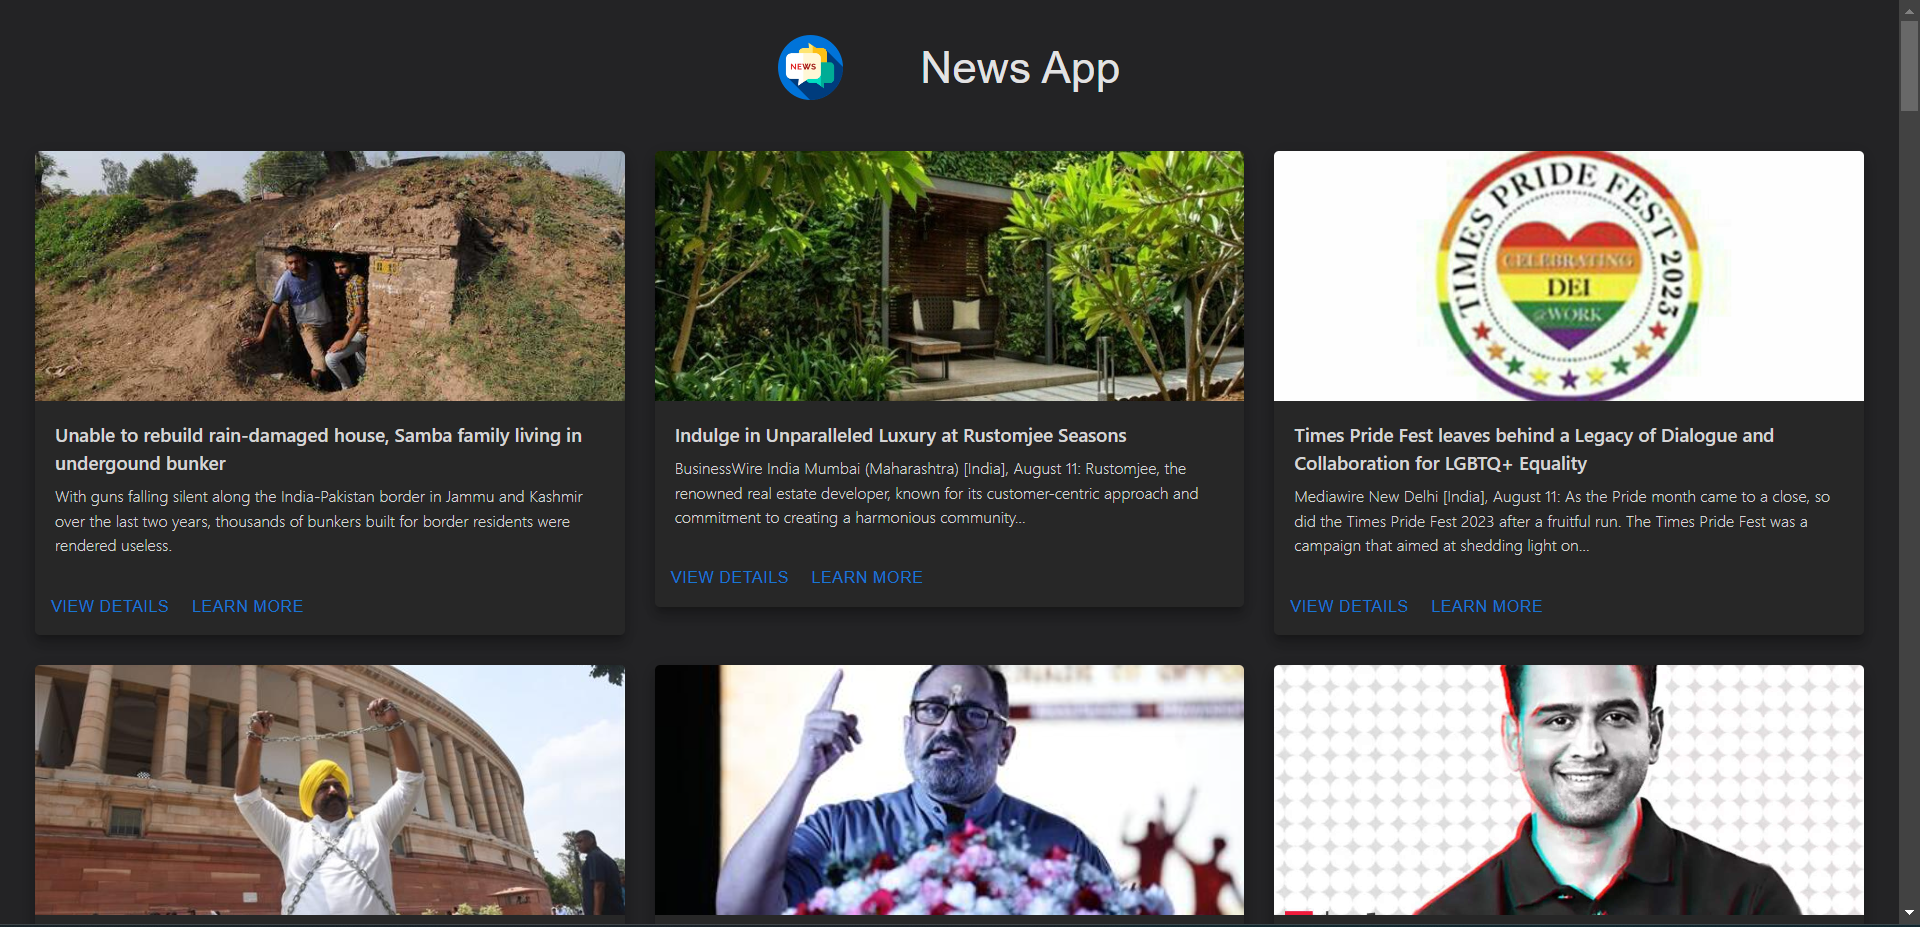 NEWS
News App
TIMES PRIDE FEST 2023
CELEBRATING
DEI
@WORK
Unable to rebuild rain-damaged house, Samba family living in
undergound bunker
With guns falling silent along the India-Pakistan border in Jammu and Kashmir
over the last two years, thousands of bunkers built for border residents were
rendered useless.
VIEW DETAILS LEARN MORE
Indulge in Unparalleled Luxury at Rustomjee Seasons
BusinessWire India Mumbai (Maharashtra) [India], August 11: Rustomjee, the
renowned real estate developer, known for its customer-centric approach and
commitment to creating a harmonious community...
VIEW DETAILS LEARN MORE
Times Pride Fest leaves behind a Legacy of Dialogue and
Collaboration for LGBTQ+ Equality
Mediawire New Delhi [India], August 11: As the Pride month came to a close, so
did the Times Pride Fest 2023 after a fruitful run. The Times Pride Fest was a
campaign that aimed at shedding light on...
VIEW DETAILS LEARN MORE